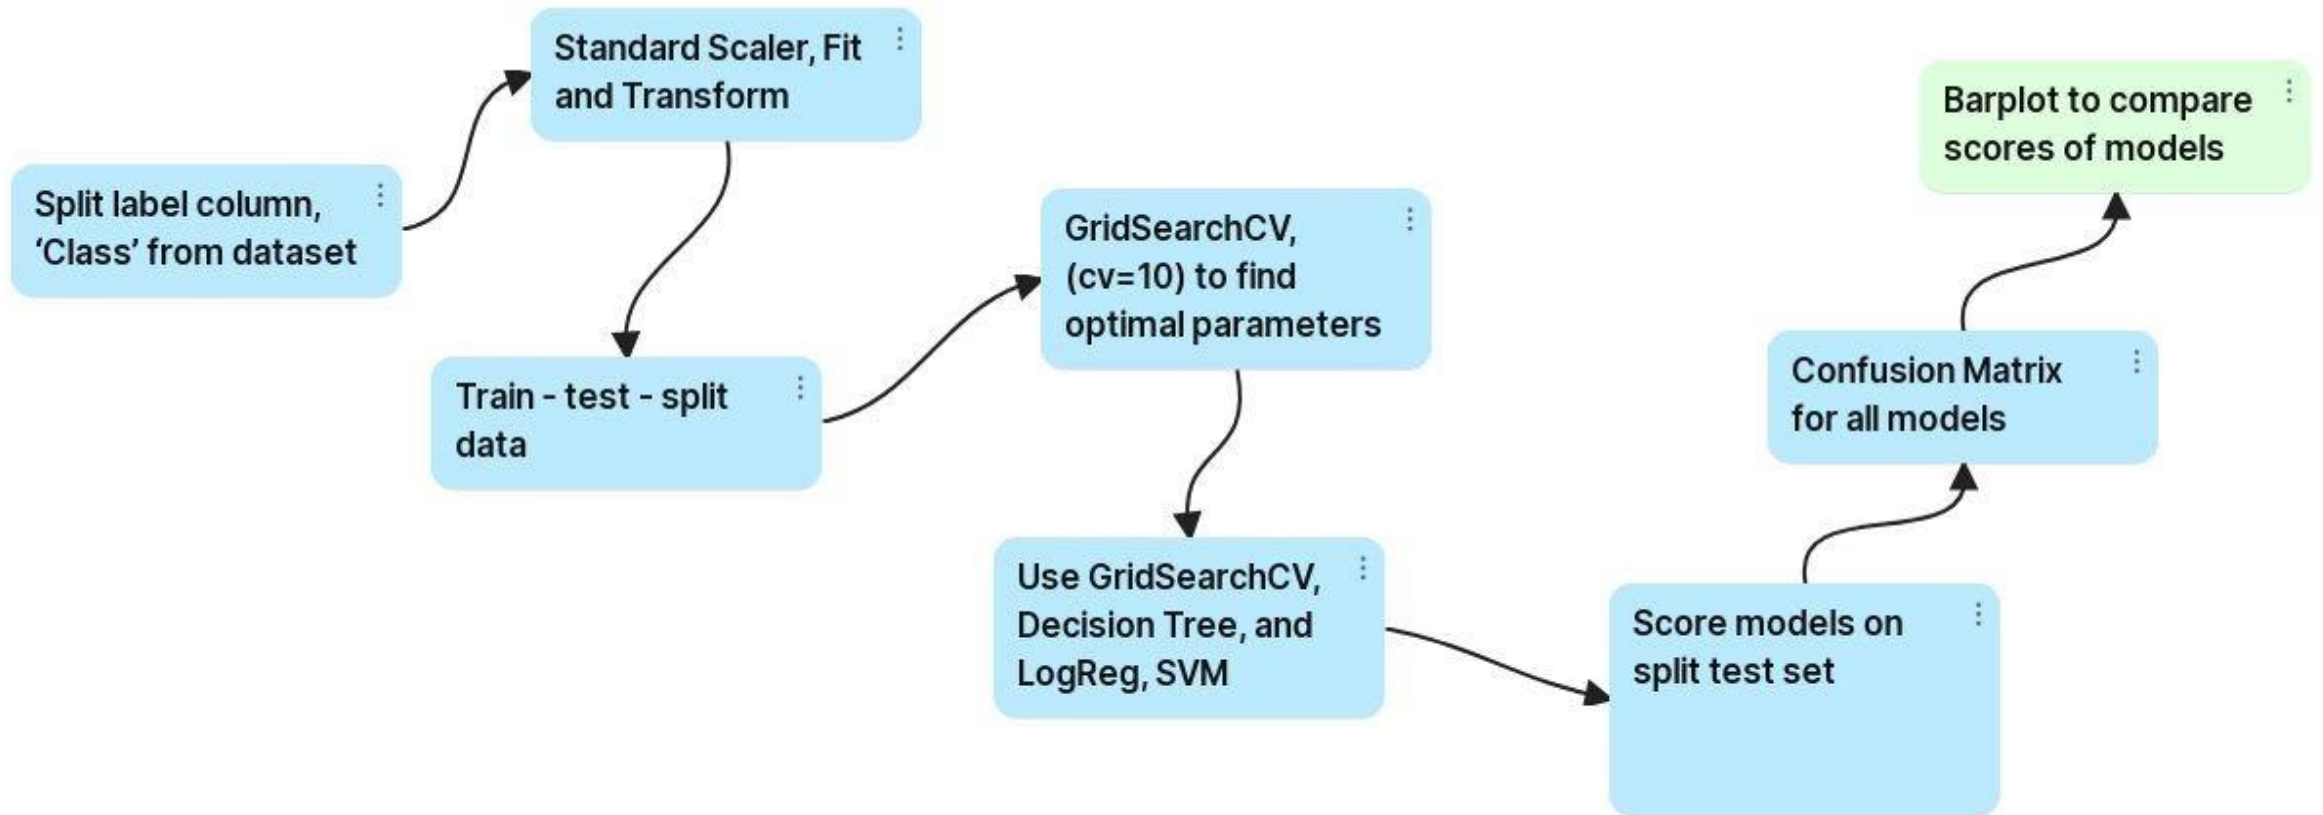 Split label column,
‘Class’ from dataset
Standard Scaler, Fit
and Transform
Train - test - split
data
GridSearchCV,
(cv=10) to find
optimal parameters
Use GridSearchCV,
Decision Tree, and
LogReg, SVM
Score models on
split test set
Confusion Matrix
for all models
Barplot to compare
scores of models